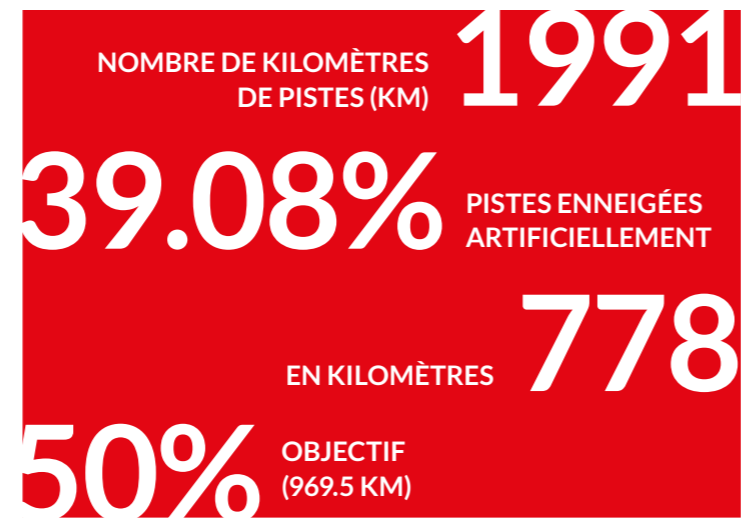 NOMBRE DE KILOMÈTRES
DE PISTES (KM)
1991
39.08%
PISTES ENNEIGÉES
ARTIFICIELLEMENT
EN KILOMÈTRES
778
50%
OBJECTIF
(969.5 KM)